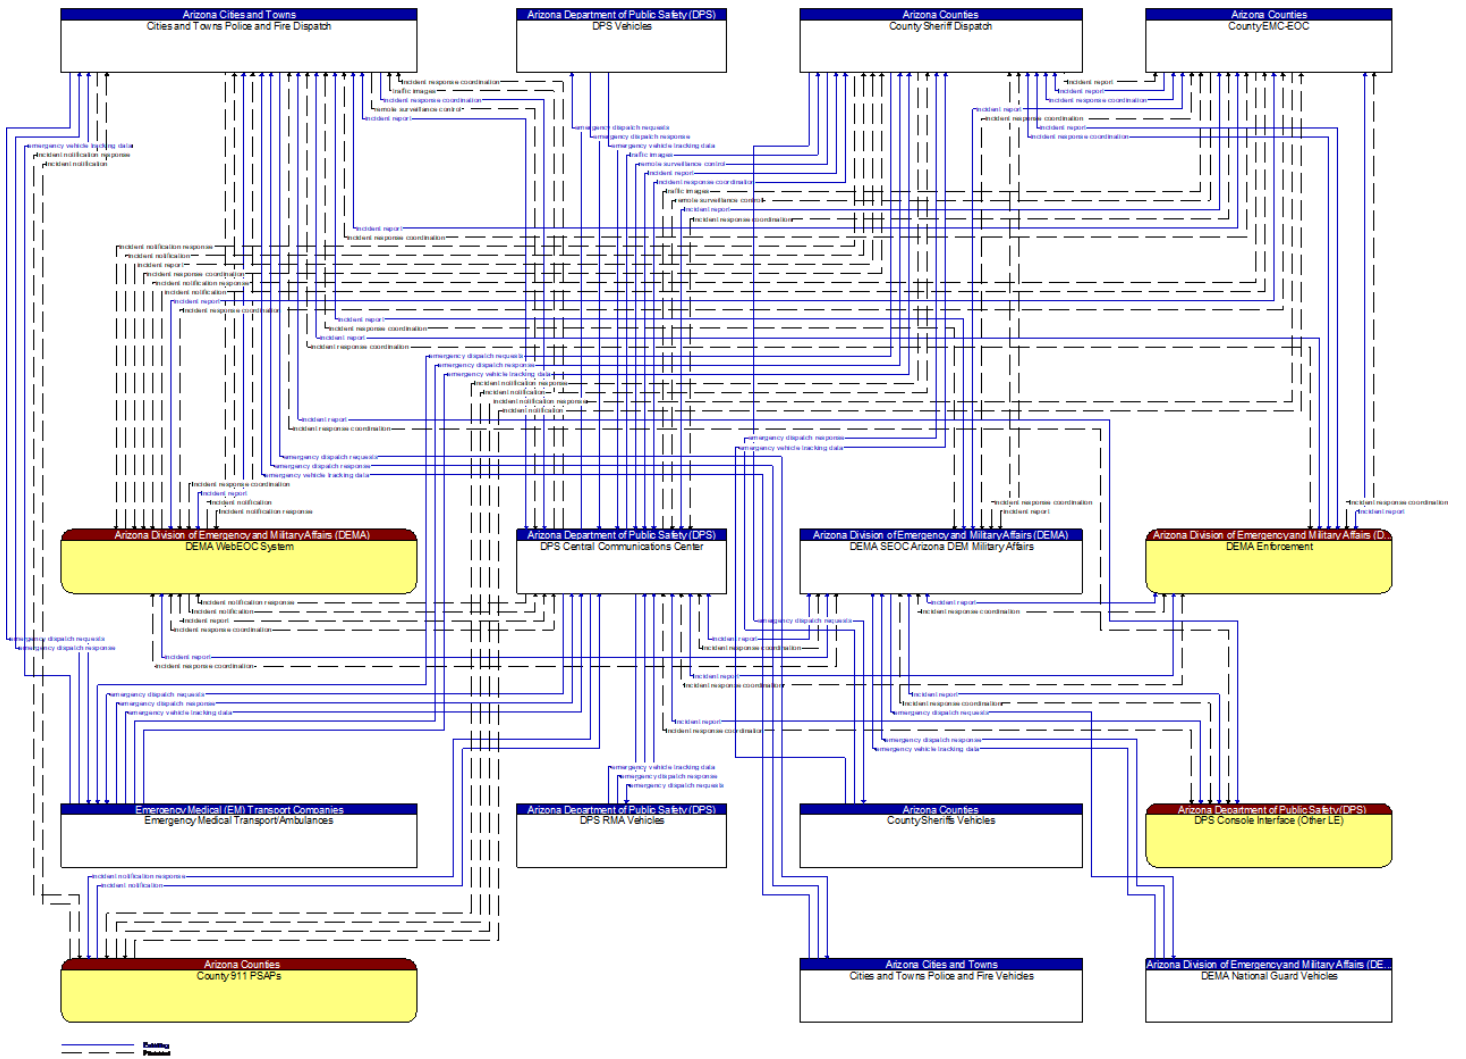 Arizona Cities and Towns
Cities and Towns Police and Fire Dispatch
Arizona Department of Public Safety (DPS)
DPS Vehicles
Arizona Counties
County Sheriff Dispatch
Arizona Counties
County EMC-EOC
incident response coordination
traffic images
incident response coordination
remote surveillance control
incident report
incident report
incident report
incident response coordination
incident report
incident response coordination
incident report
incident response coordination
emergency dispatch requests
emergency dispatch response
emergency vehicle tracking data
emergency vehicle tracking data
incident notification response
incident notification
traffic images
remote surveillance control
incident report
incident response coordination
traffic images
remote surveillance control
incident report
incident response coordination
incident report
incident response coordination
incident notification response
incident notification
incident report
incident response coordination
incident notification response
incident notification
incident report
incident response coordination
incident report
incident response coordination
incident report
incident response coordination
emergency dispatch requests
emergency dispatch response
emergency vehicle tracking data
incident notification response
incident notification
incident notification response
incident notification
incident report
incident response coordination
emergency dispatch response
emergency vehicle tracking data
emergency dispatch requests
emergency dispatch response
emergency vehicle tracking data
incident response coordination
incident report
incident notification
incident notification response
incident response coordination
incident report
incident response coordination
incident report
Arizona Division of Emergency and Military Affairs (DEMA)
DEMA WebEOC System
Arizona Department of Public Safety (DPS)
DPS Central Communications Center
Arizona Division of Emergency and Military Affairs (DEMA)
DEMA SEOC Arizona DEM Military Affairs
Arizona Division of Emergency and Military Affairs (D...
DEMA Enforcement
incident notification response
incident notification
incident report
incident response coordination
incident report
incident response coordination
emergency dispatch requests
emergency dispatch requests
emergency dispatch response
incident report
incident response coordination
incident report
incident response coordination
incident report
incident response coordination
emergency dispatch requests
emergency dispatch response
emergency vehicle tracking data
incident report
incident response coordination
emergency dispatch requests
incident report
incident response coordination
emergency dispatch response
emergency vehicle tracking data
emergency vehicle tracking data
emergency dispatch response
emergency dispatch requests
Emergency Medical (EM) Transport Companies
Emergency Medical Transport/Ambulances
Arizona Department of Public Safety (DPS)
DPS RMA Vehicles
Arizona Counties
County Sheriffs Vehicles
Arizona Department of Public Safety (DPS)
DPS Console Interface (Other LE)
incident notification response
incident notification
Arizona Counties
County 911 PSAPs
Arizona Cities and Towns
Cities and Towns Police and Fire Vehicles
Arizona Division of Emergency and Military Affairs (DE...
DEMA National Guard Vehicles
Existing
Planned